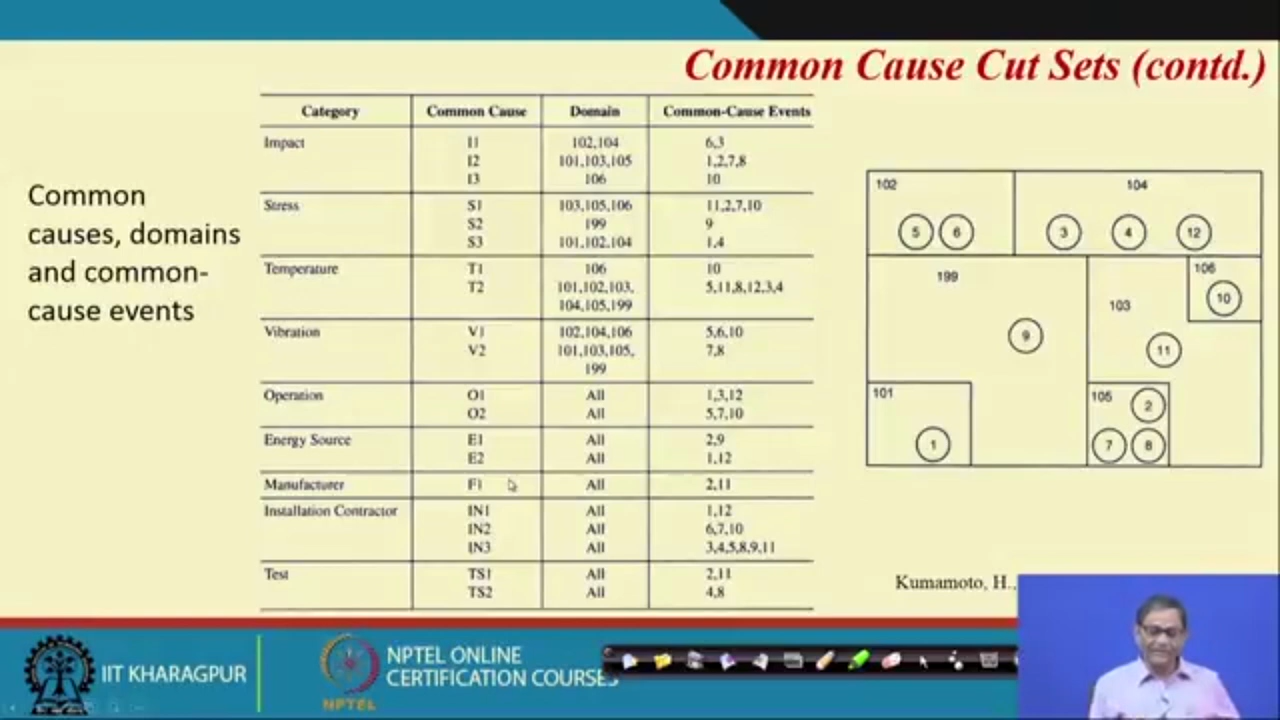 Common Cause Cut Sets (contd.)
Common
causes, domains
and common-
cause events
Category Common Cause Domain Common-Cause Events
Impact I1 102,104 6,3
I2 101,103,105 1,2,7,8
I3 106 10
Stress S1 103,105,106 11,2,7,10
S2 199 9
S3 101,102,104 1,4
Temperature T1 106 10
T2 101,102,103, 5,11,8,12,3,4
104,105,199
Vibration V1 102,104,106 5,6,10
V2 101,103,105, 7,8
199
Operation O1 All 1,3,12
O2 All 5,7,10
Energy Source E1 All 2,9
E2 All 1,12
Manufacturer F1 All 2,11
Installation Contractor IN1 All 1,12
IN2 All 6,7,10
IN3 All 3,4,5,8,9,11
Test TS1 All 2,11
TS2 All 4,8
102 104
5 6 3 4 12
199 103 106
10
9 11
101 105 2
1 7 8
Kumamoto, H.,
IIT KHARAGPUR
NPTEL
NPTEL ONLINE
CERTIFICATION COURSES